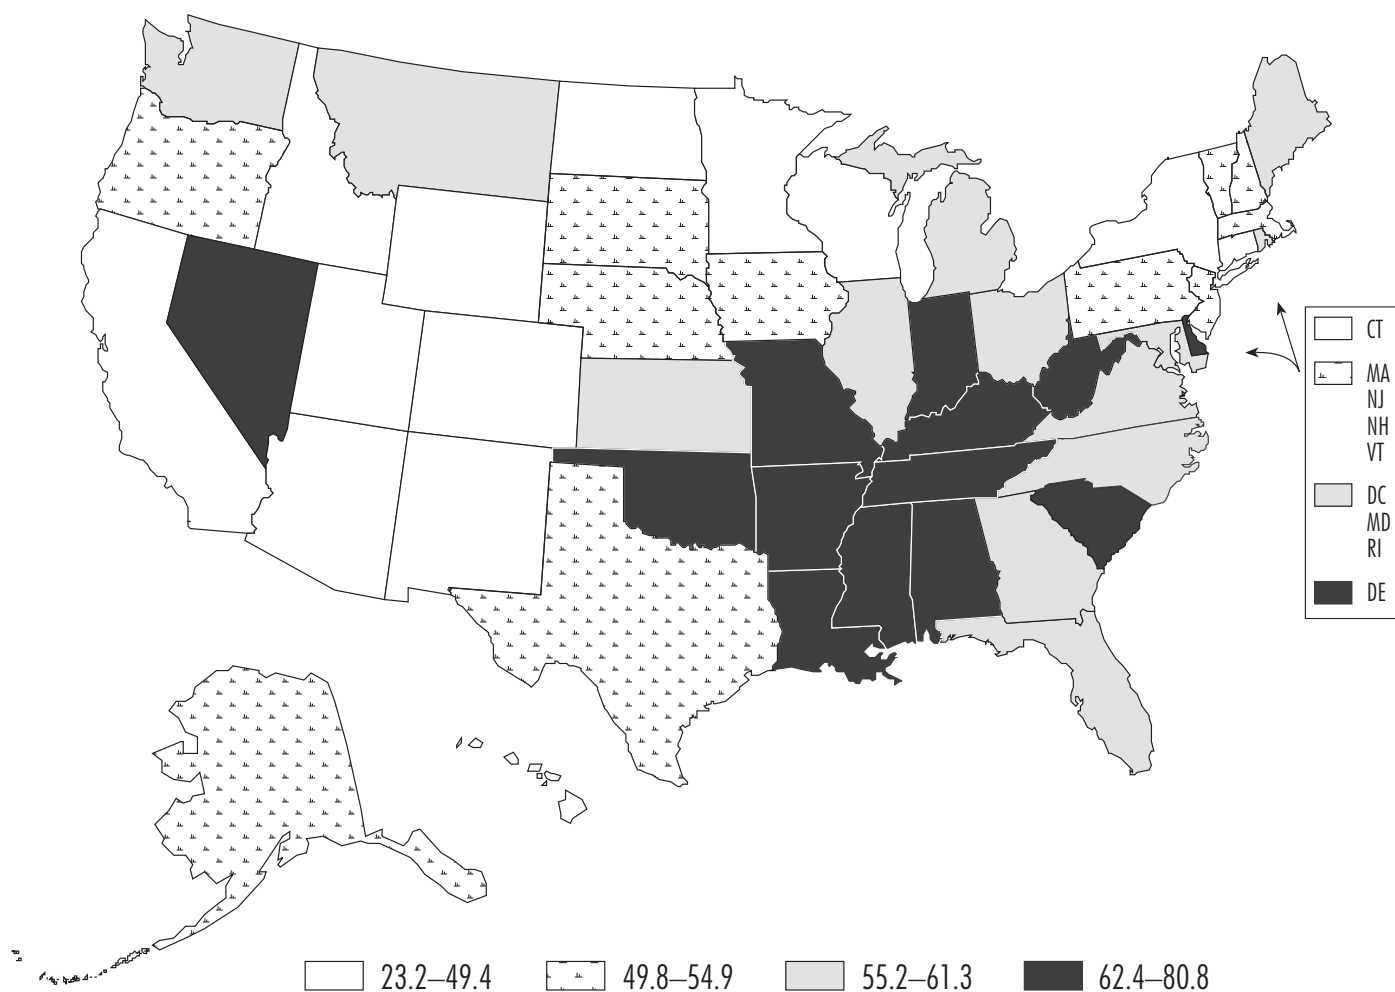 CT
MA
NJ
NH
VT
DC
MD
RI
DE
23.2–49.4
49.8–54.9
55.2–61.3
62.4–80.8